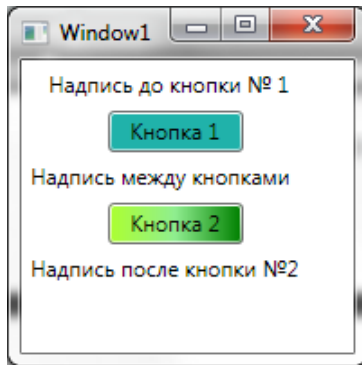 Window1
Надпись до кнопки № 1
Кнопка 1
Надпись между кнопками
Кнопка 2
Надпись после кнопки №2